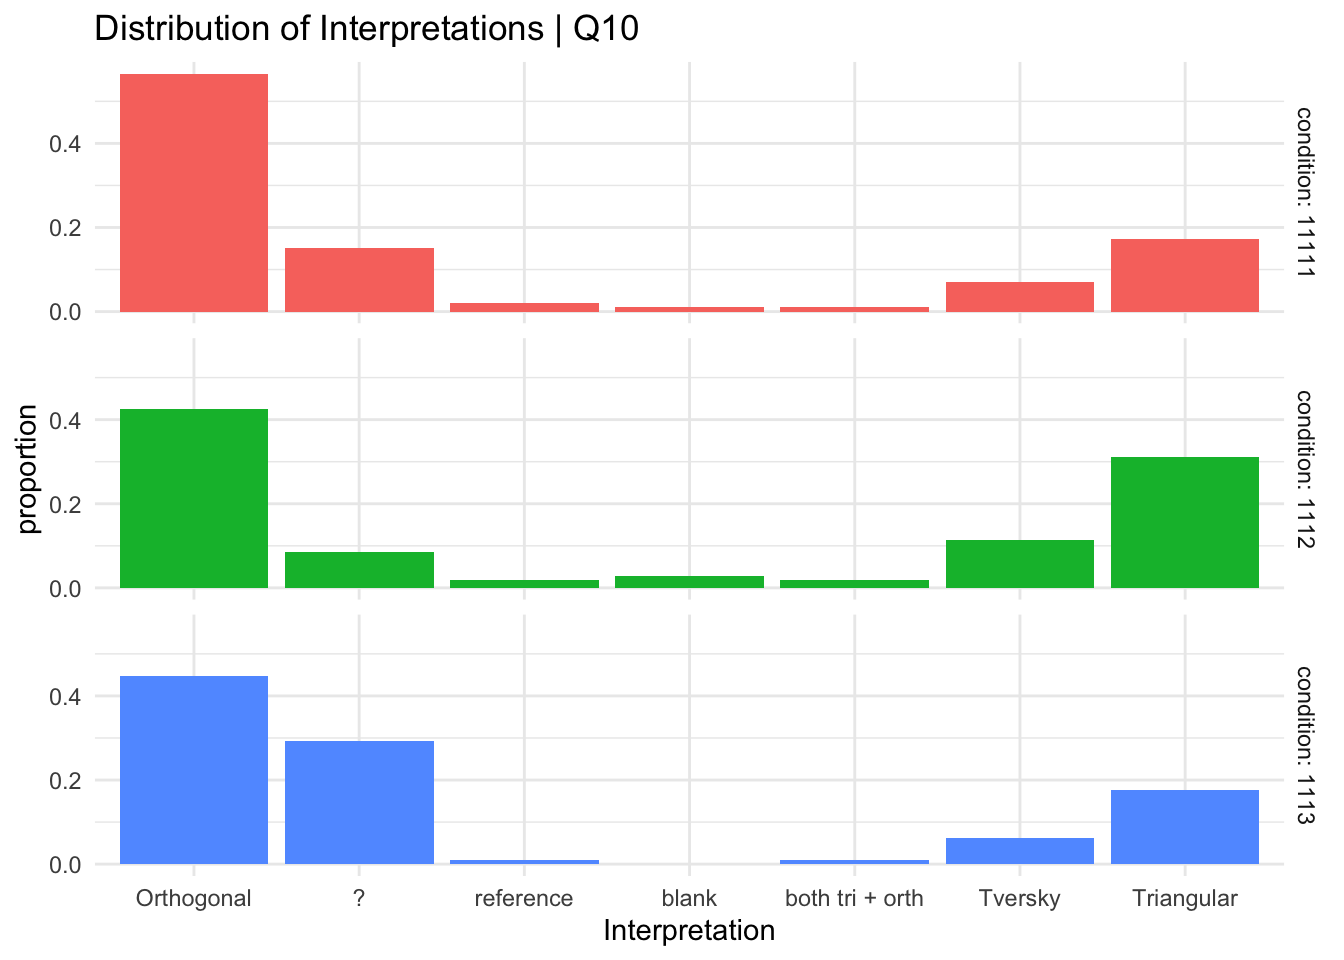 Distribution of Interpretations | Q10
0.4
0.2
0.0
condition: 11111
0.4
0.2
0.0
condition: 1112
0.4
0.2
0.0
condition: 1113
proportion
Orthogonal ? reference blank both tri + orth Tversky Triangular
Interpretation